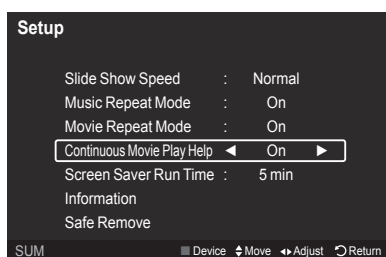 Setup
Slide Show Speed : Normal
Music Repeat Mode : On
Movie Repeat Mode : On
Continuous Movie Play Help ◄ On ►
Screen Saver Run Time : 5 min
Information
Safe Remove
SUM Device Move Adjust Return